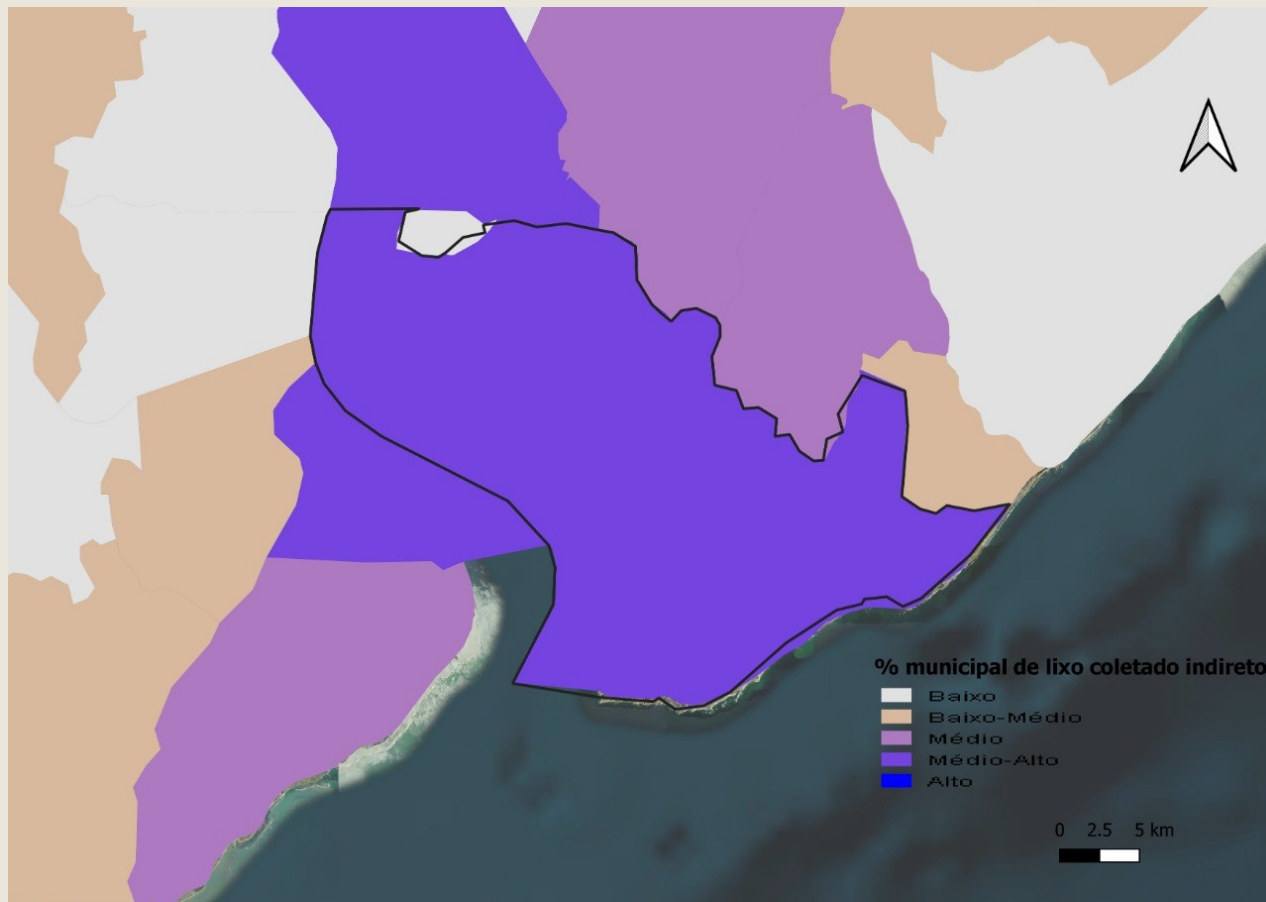 % municipal de lixo coletado indireto
Baixo
Baixo-Médio
Médio
Médio-Alto
Alto
0 2.5 5 km